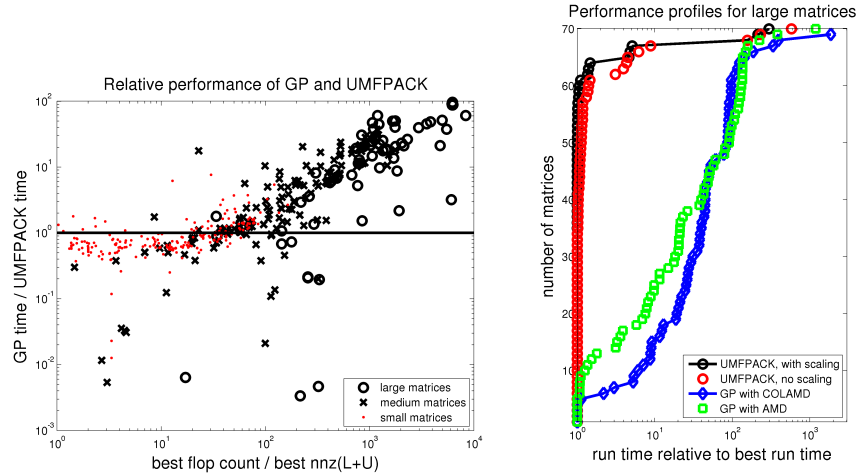 Relative performance of GP and UMFPACK
10^2
10^1
10^0
10^-1
10^-2
10^-3
GP time / UMFPACK time
10^0
10^1
10^2
10^3
10^4
best flop count / best nnz(L+U)
large matrices
medium matrices
small matrices
Performance profiles for large matrices
70
60
50
40
30
20
10
number of matrices
10^0
10^1
10^2
10^3
run time relative to best run time
UMFPACK, with scaling
UMFPACK, no scaling
GP with COLAMD
GP with AMD